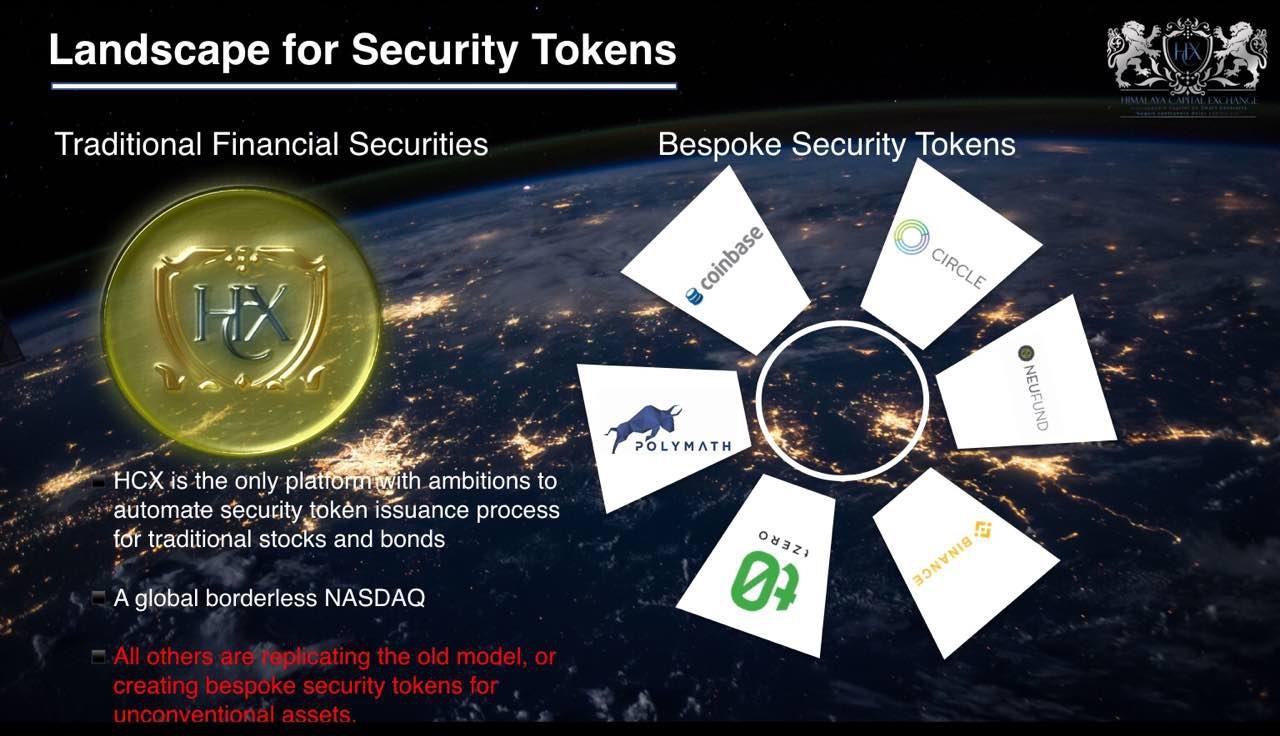 Landscape for Security Tokens
HCX
HIMALAYA CAPITAL EXCHANGE
Traditional Financial Securities
Bespoke Security Tokens
HCX
coinbase
CIRCLE
NEUFUND
POLYMATH
BINANCE
tZERO
t0
HCX is the only platform with ambitions to
automate security token issuance process
for traditional stocks and bonds
A global borderless NASDAQ
All others are replicating the old model, or
creating bespoke security tokens for
unconventional assets.